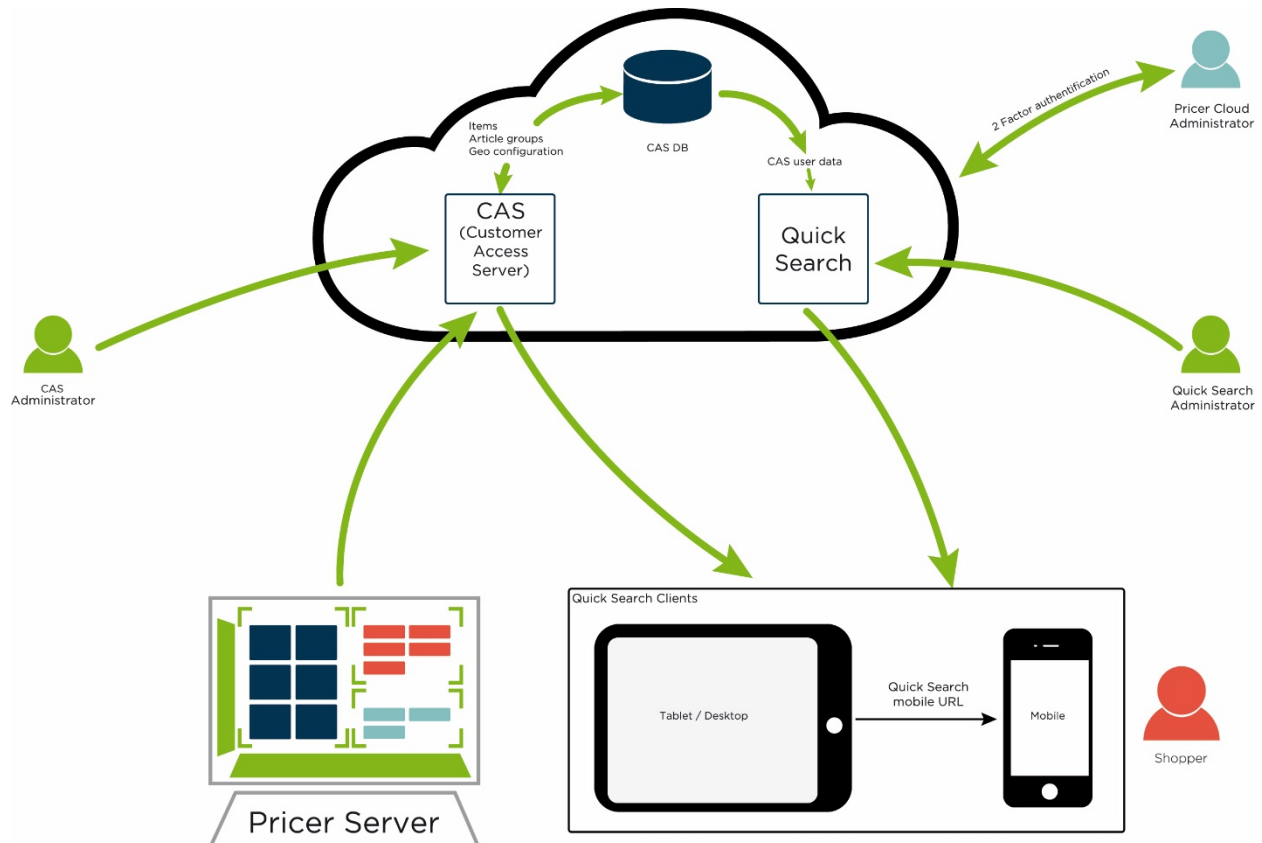 Items
Article groups
Geo configuration
CAS DB
CAS user data
2 Factor authentification
Pricer Cloud
Administrator
CAS
(Customer
Access
Server)
Quick
Search
CAS
Administrator
Quick Search
Administrator
Quick Search Clients
Tablet / Desktop
Quick Search
mobile URL
Mobile
Shopper
Pricer Server